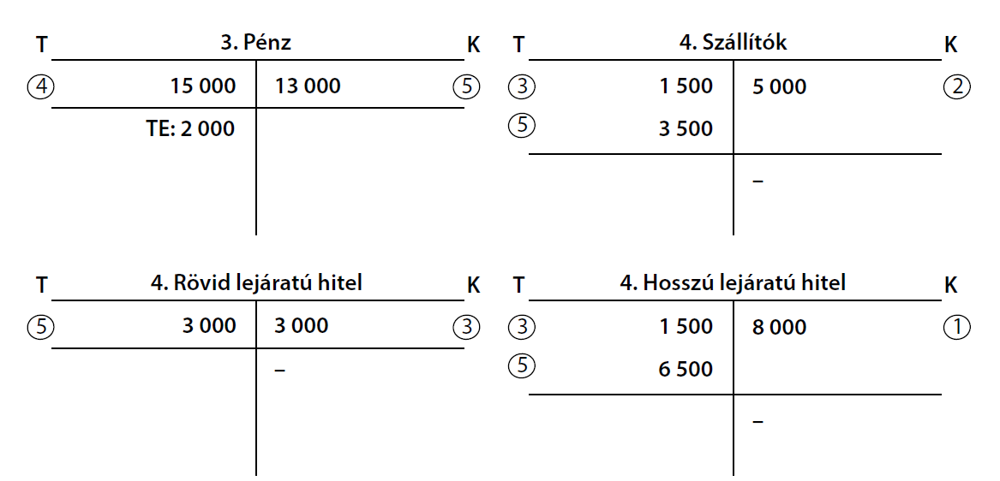 T 3. Pénz K
④ 15 000 13 000 ⑤
TE: 2 000
T 4. Szállítók K
③ 1 500 5 000 ②
⑤ 3 500
–
T 4. Rövid lejáratú hitel K
⑤ 3 000 3 000 ③
–
T 4. Hosszú lejáratú hitel K
③ 1 500 8 000 ①
⑤ 6 500
–